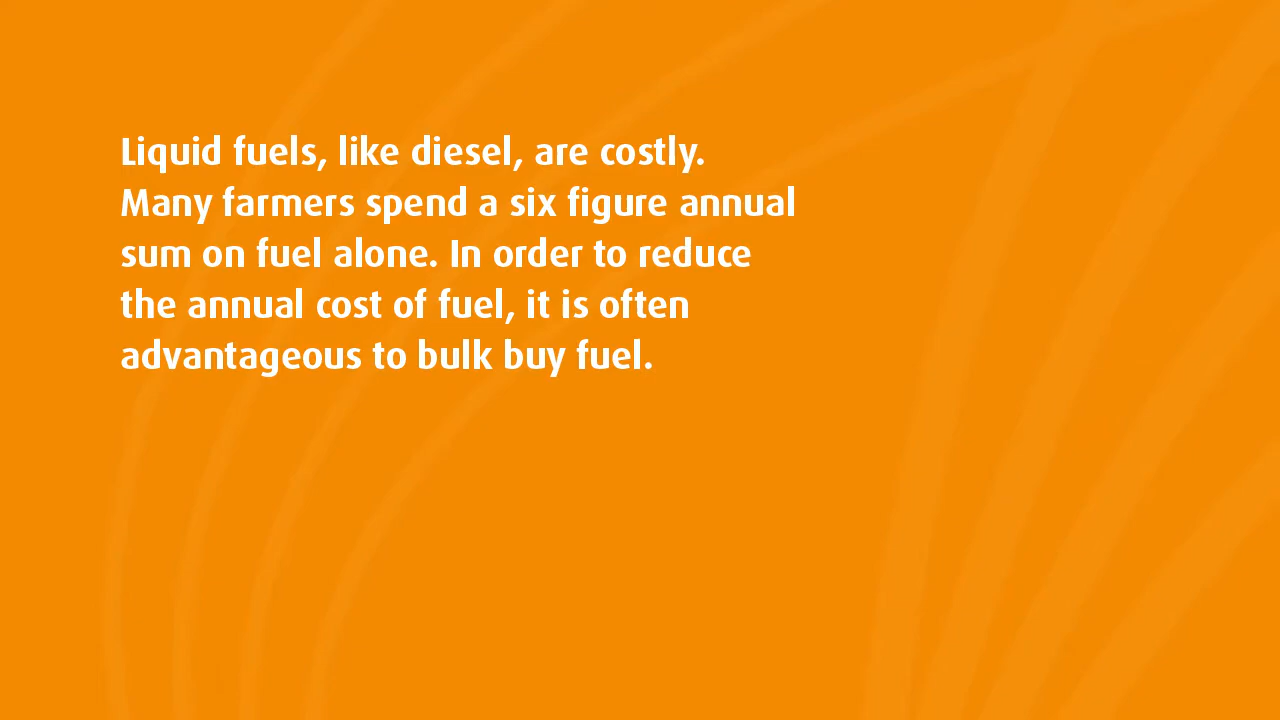 Liquid fuels, like diesel, are costly.
Many farmers spend a six figure annual
sum on fuel alone. In order to reduce
the annual cost of fuel, it is often
advantageous to bulk buy fuel.